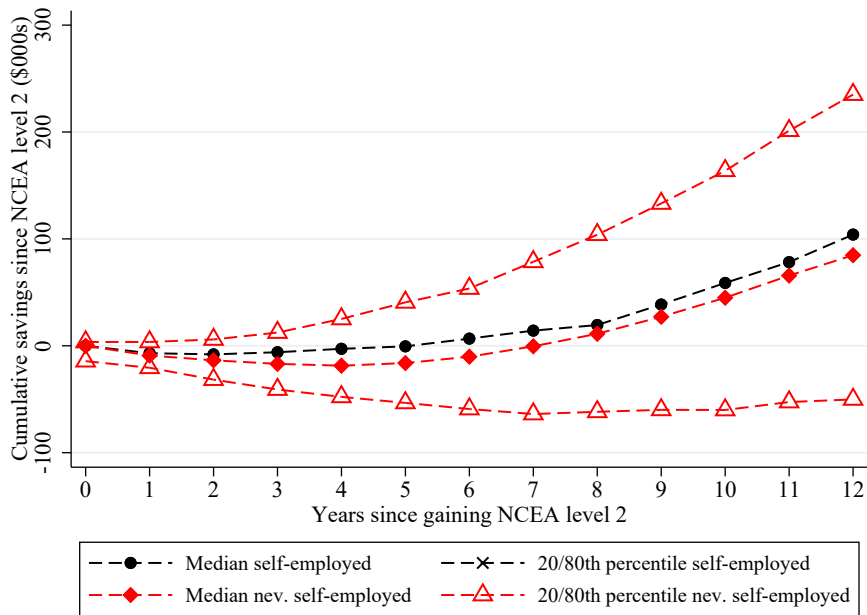 Cumulative savings since NCEA level 2 ($000s)
300
200
100
0
-100
0 1 2 3 4 5 6 7 8 9 10 11 12
Years since gaining NCEA level 2
Median self-employed 20/80th percentile self-employed
Median nev. self-employed 20/80th percentile nev. self-employed